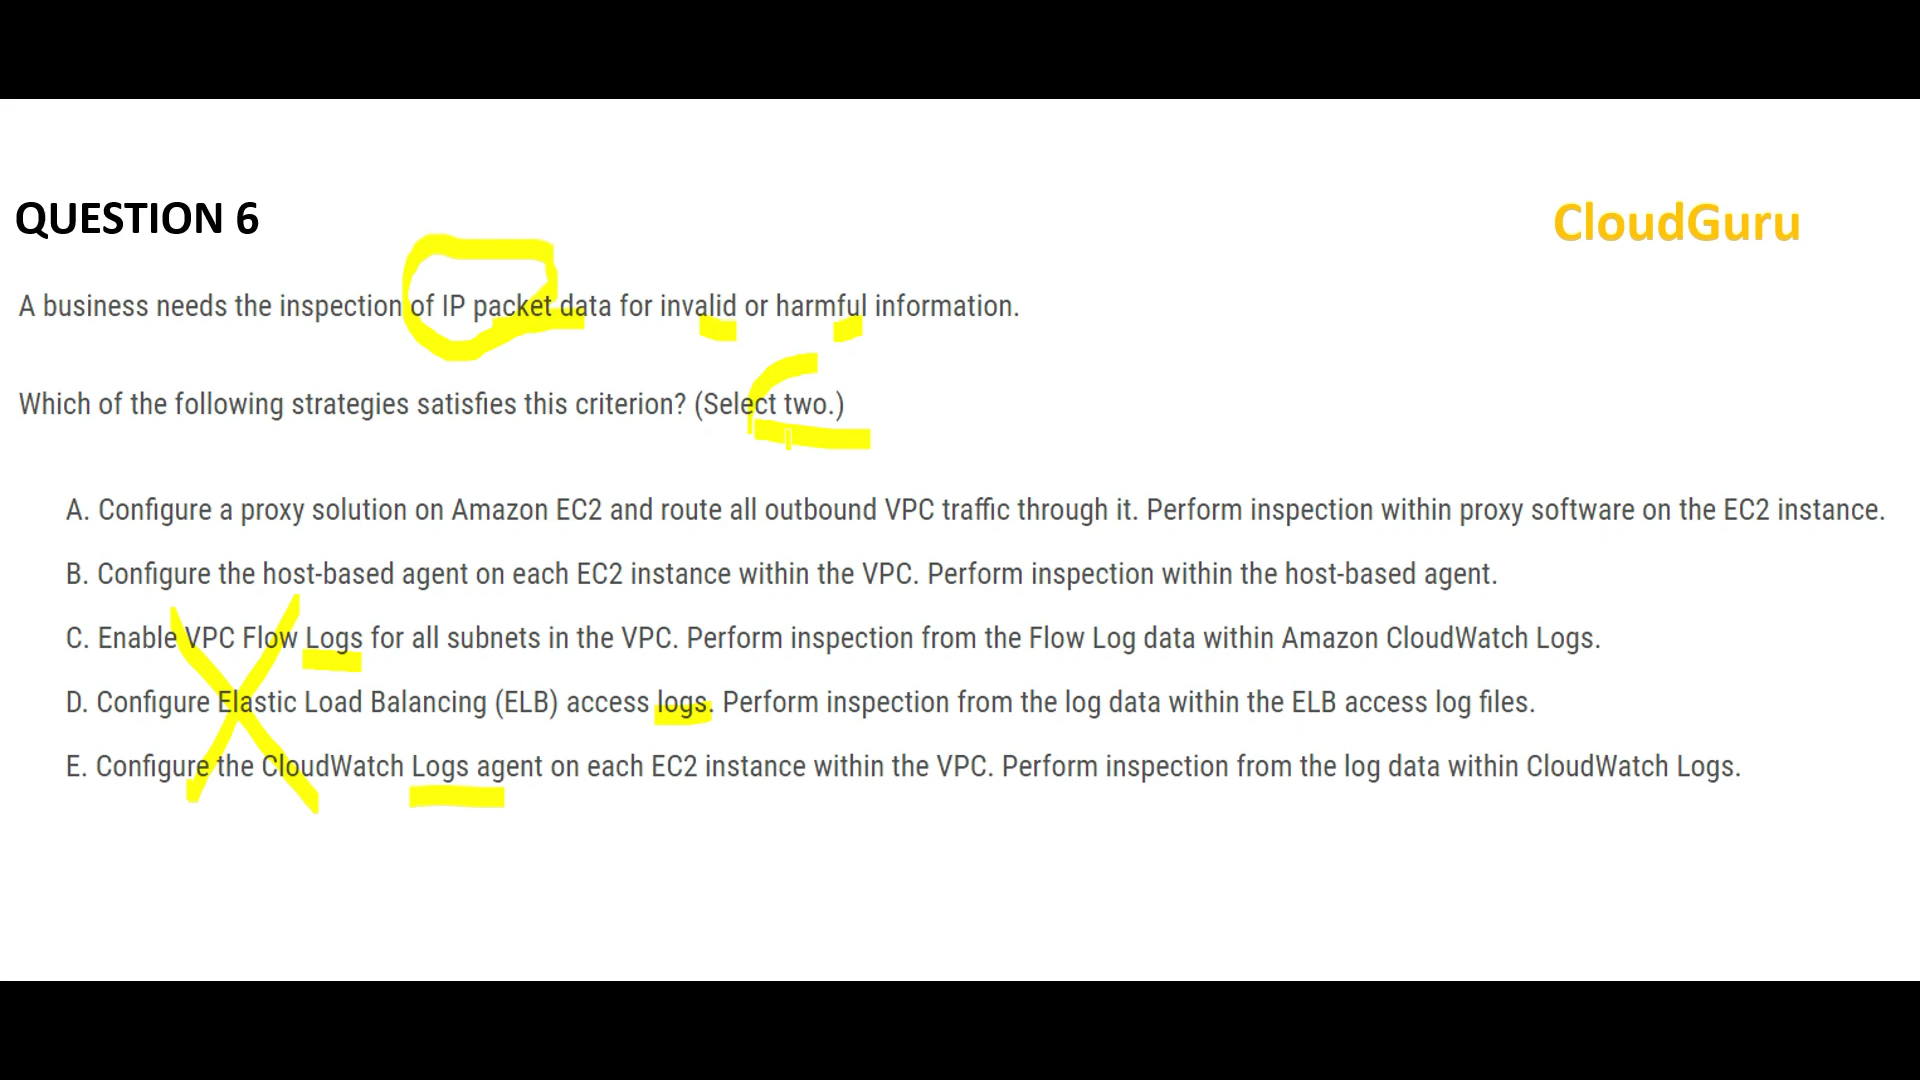 QUESTION 6
CloudGuru
A business needs the inspection of IP packet data for invalid or harmful information.
Which of the following strategies satisfies this criterion? (Select two.)
A. Configure a proxy solution on Amazon EC2 and route all outbound VPC traffic through it. Perform inspection within proxy software on the EC2 instance.
B. Configure the host-based agent on each EC2 instance within the VPC. Perform inspection within the host-based agent.
C. Enable VPC Flow Logs for all subnets in the VPC. Perform inspection from the Flow Log data within Amazon CloudWatch Logs.
D. Configure Elastic Load Balancing (ELB) access logs. Perform inspection from the log data within the ELB access log files.
E. Configure the CloudWatch Logs agent on each EC2 instance within the VPC. Perform inspection from the log data within CloudWatch Logs.